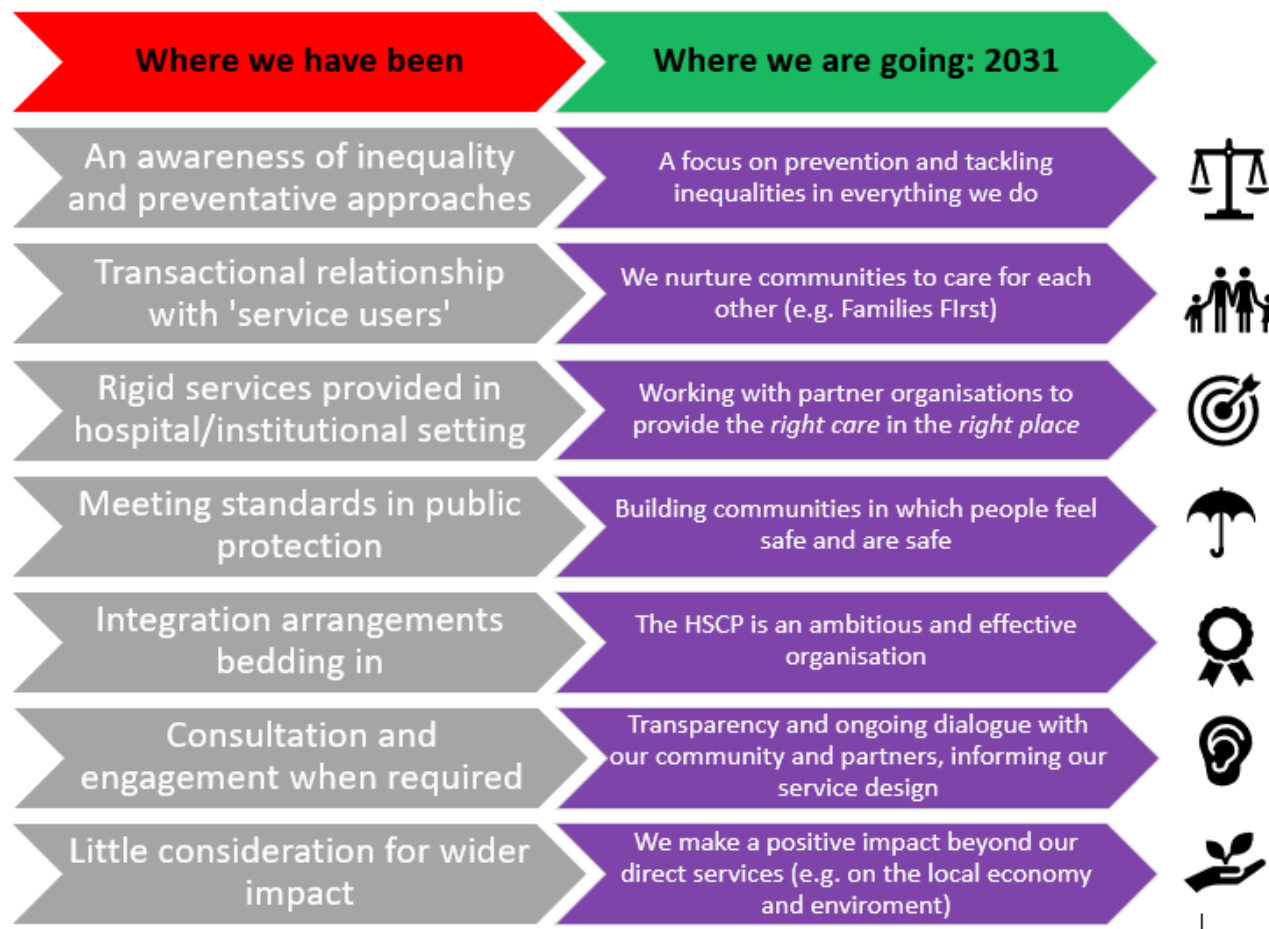 Where we have been
Where we are going: 2031
An awareness of inequality
and preventative approaches
A focus on prevention and tackling
inequalities in everything we do
Transactional relationship
with 'service users'
We nurture communities to care for each
other (e.g. Families FIrst)
Rigid services provided in
hospital/institutional setting
Working with partner organisations to
provide the right care in the right place
Meeting standards in public
protection
Building communities in which people feel
safe and are safe
Integration arrangements
bedding in
The HSCP is an ambitious and effective
organisation
Consultation and
engagement when required
Transparency and ongoing dialogue with
our community and partners, informing our
service design
Little consideration for wider
impact
We make a positive impact beyond our
direct services (e.g. on the local economy
and enviroment)